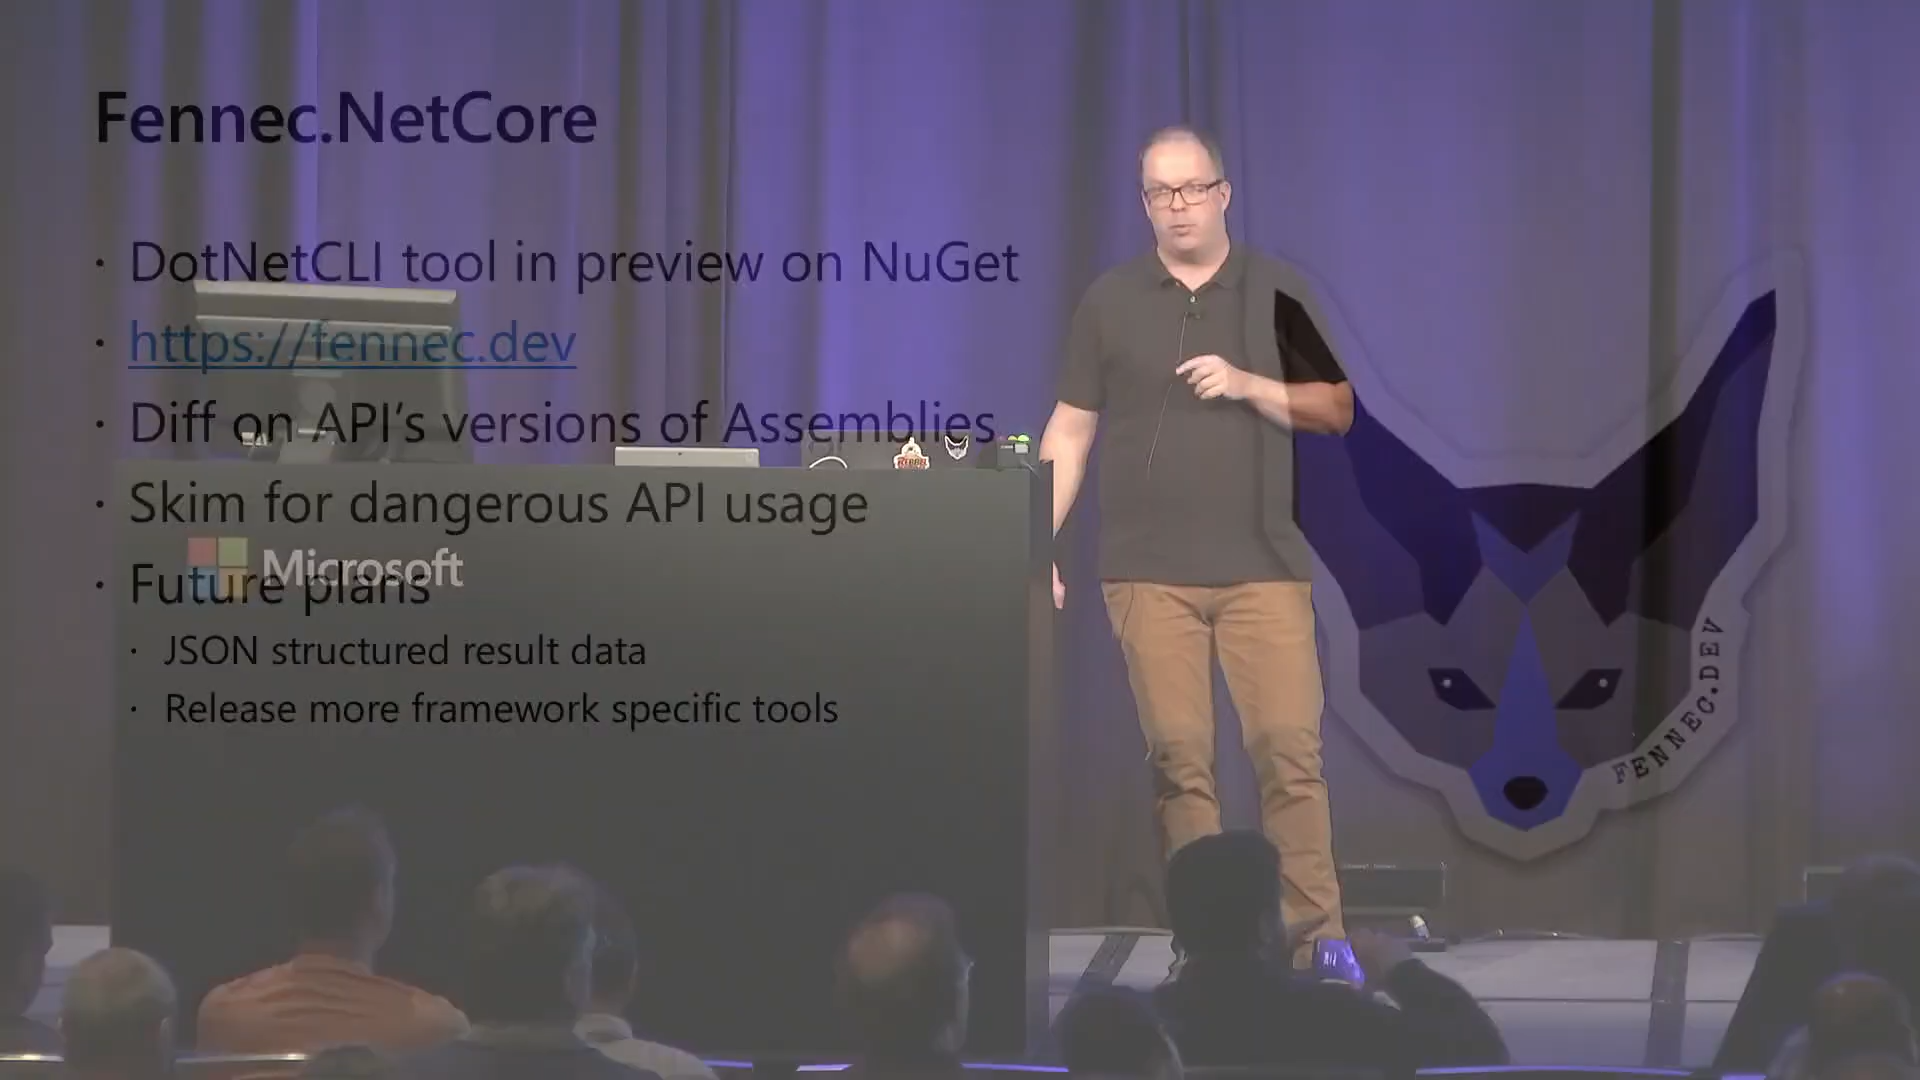 Fennec.NetCore
· DotNetCLI tool in preview on NuGet
· https://fennec.dev
· Diff on API’s versions of Assemblies
· Skim for dangerous API usage
Microsoft
· Future plans
· JSON structured result data
· Release more framework specific tools
REBEL
FENNEC.DEV